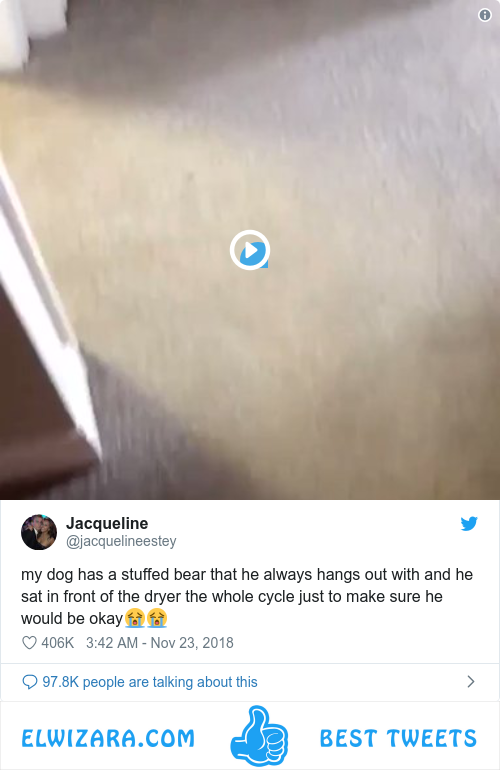 Jacqueline
@jacquelineestey
my dog has a stuffed bear that he always hangs out with and he
sat in front of the dryer the whole cycle just to make sure he
would be okay😭😭
406K 3:42 AM - Nov 23, 2018
97.8K people are talking about this
ELWIZARA.COM BEST TWEETS